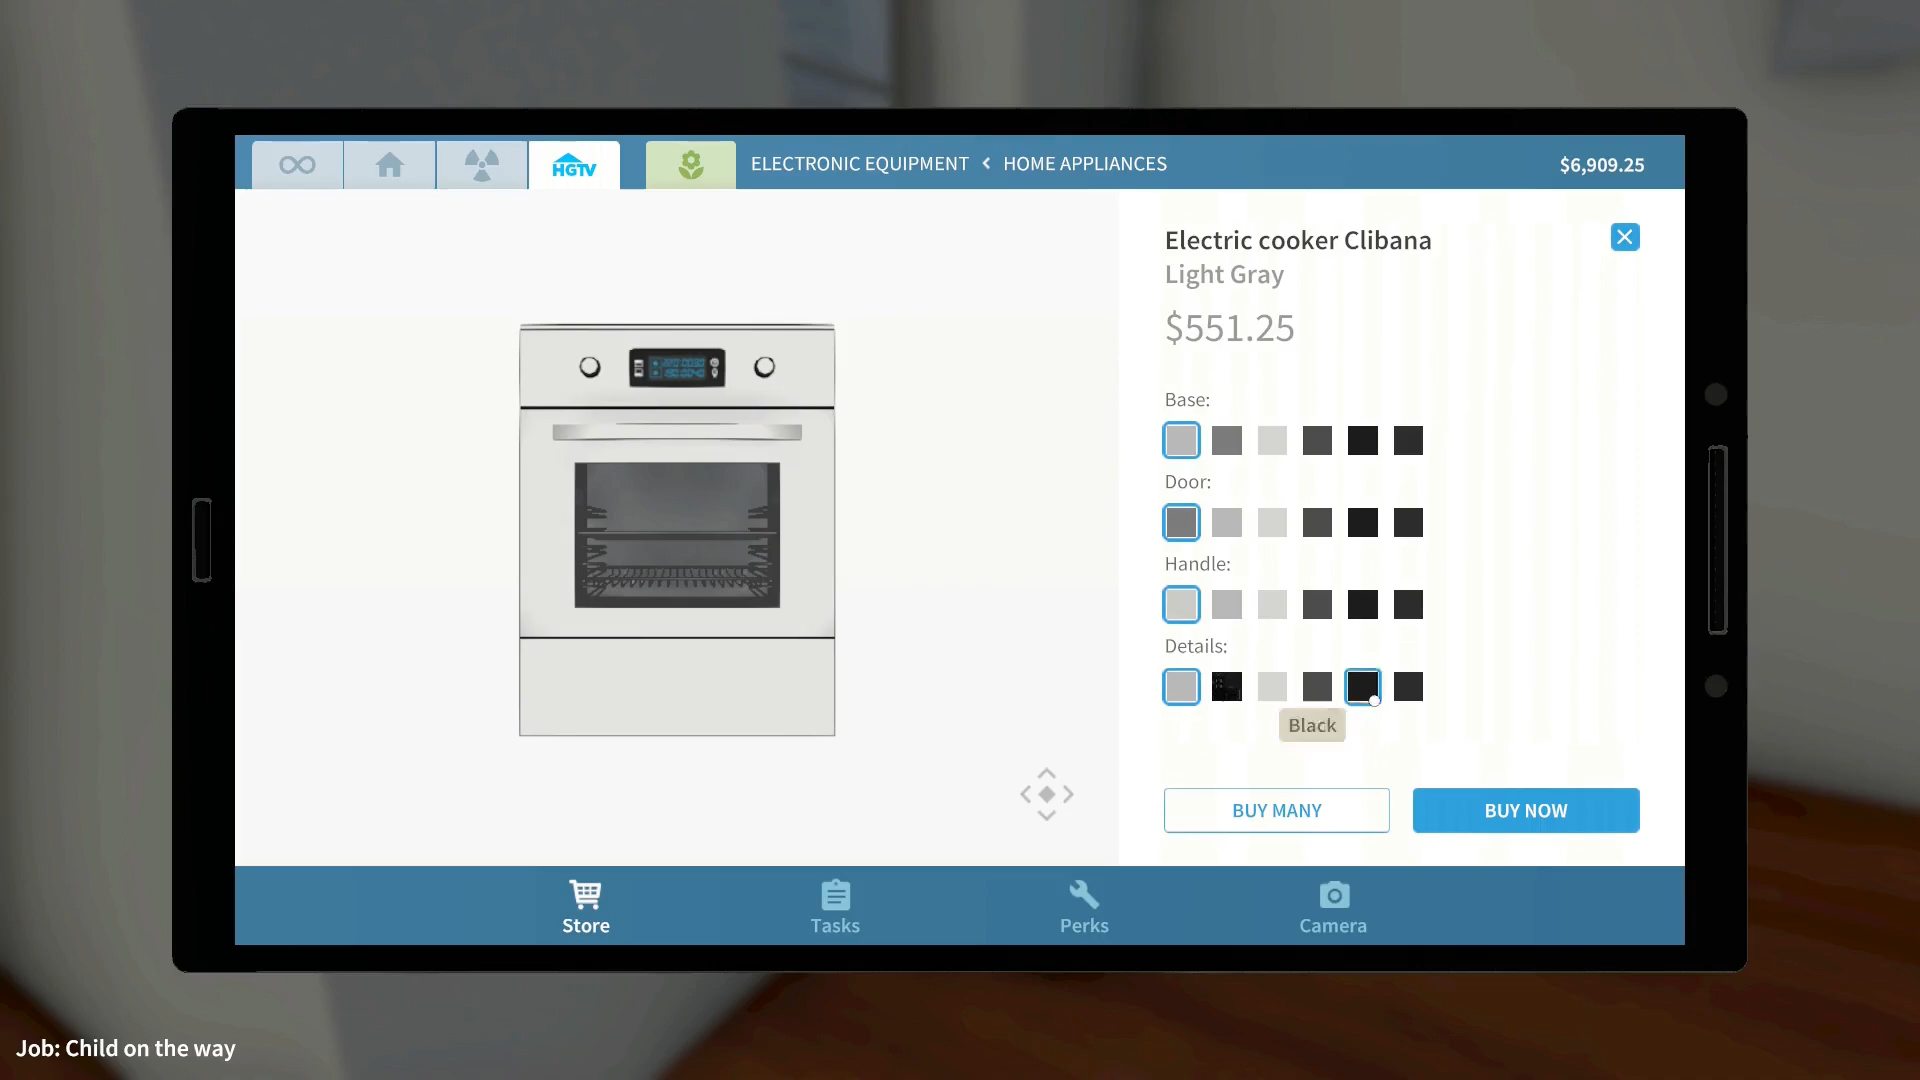 HGTV
ELECTRONIC EQUIPMENT < HOME APPLIANCES
$6,909.25
Electric cooker Clibana
Light Gray
$551.25
Base:
Door:
Handle:
Details:
Black
BUY MANY
BUY NOW
Store
Tasks
Perks
Camera
Job: Child on the way